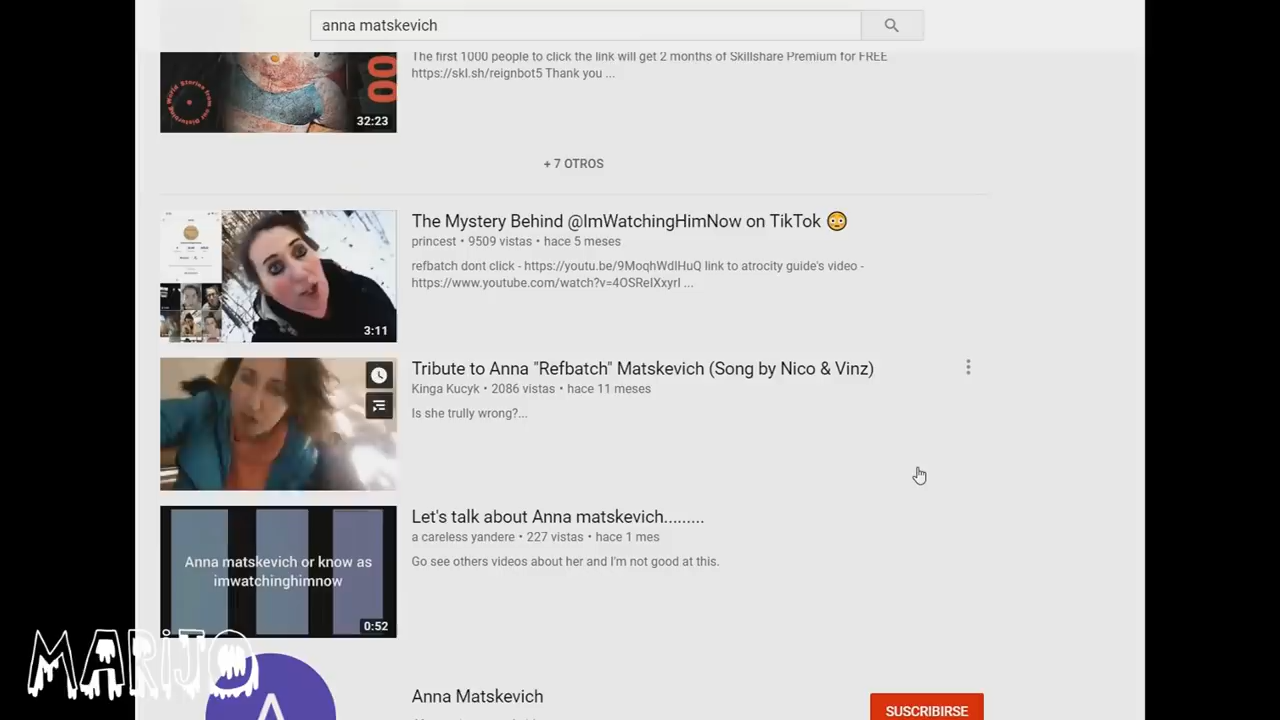 anna matskevich
The first 1000 people to click the link will get 2 months of Skillshare Premium for FREE
https://skl.sh/reignbot5 Thank you ...
World Stories from our Disturbing
00
32:23
+ 7 OTROS
The Mystery Behind @ImWatchingHimNow on TikTok 😳
princest • 9509 vistas • hace 5 meses
refbatch dont click - https://youtu.be/9MoqhWdIHuQ link to atrocity guide's video -
https://www.youtube.com/watch?v=4OSReIXxyrI ...
3:11
Tribute to Anna "Refbatch" Matskevich (Song by Nico & Vinz)
Kinga Kucyk • 2086 vistas • hace 11 meses
Is she trully wrong?...
Let's talk about Anna matskevich.........
a careless yandere • 227 vistas • hace 1 mes
Go see others videos about her and I'm not good at this.
Anna matskevich or know as
imwatchinghimnow
0:52
MARiJO
A
Anna Matskevich
SUSCRIBIRSE